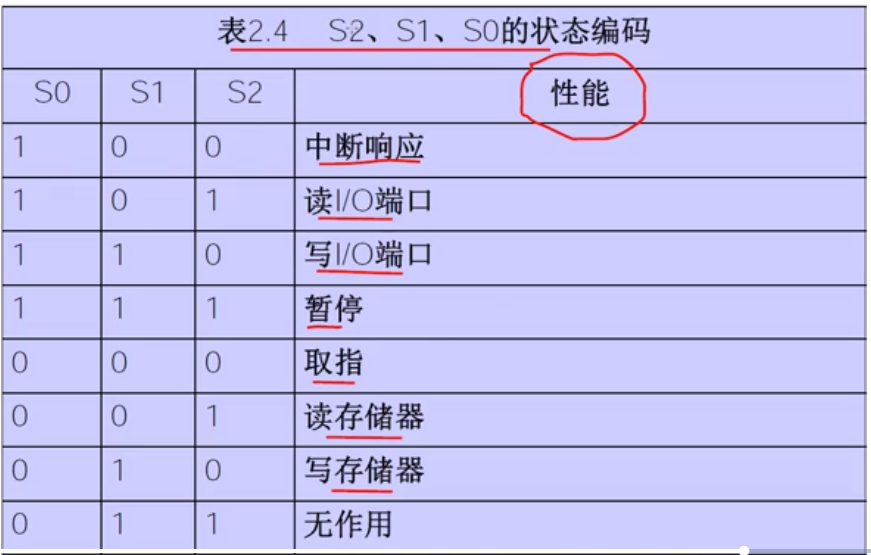 表2.4 S2、S1、S0的状态编码
S0 S1 S2 性能
1 0 0 中断响应
1 0 1 读I/O端口
1 1 0 写I/O端口
1 1 1 暂停
0 0 0 取指
0 0 1 读存储器
0 1 0 写存储器
0 1 1 无作用